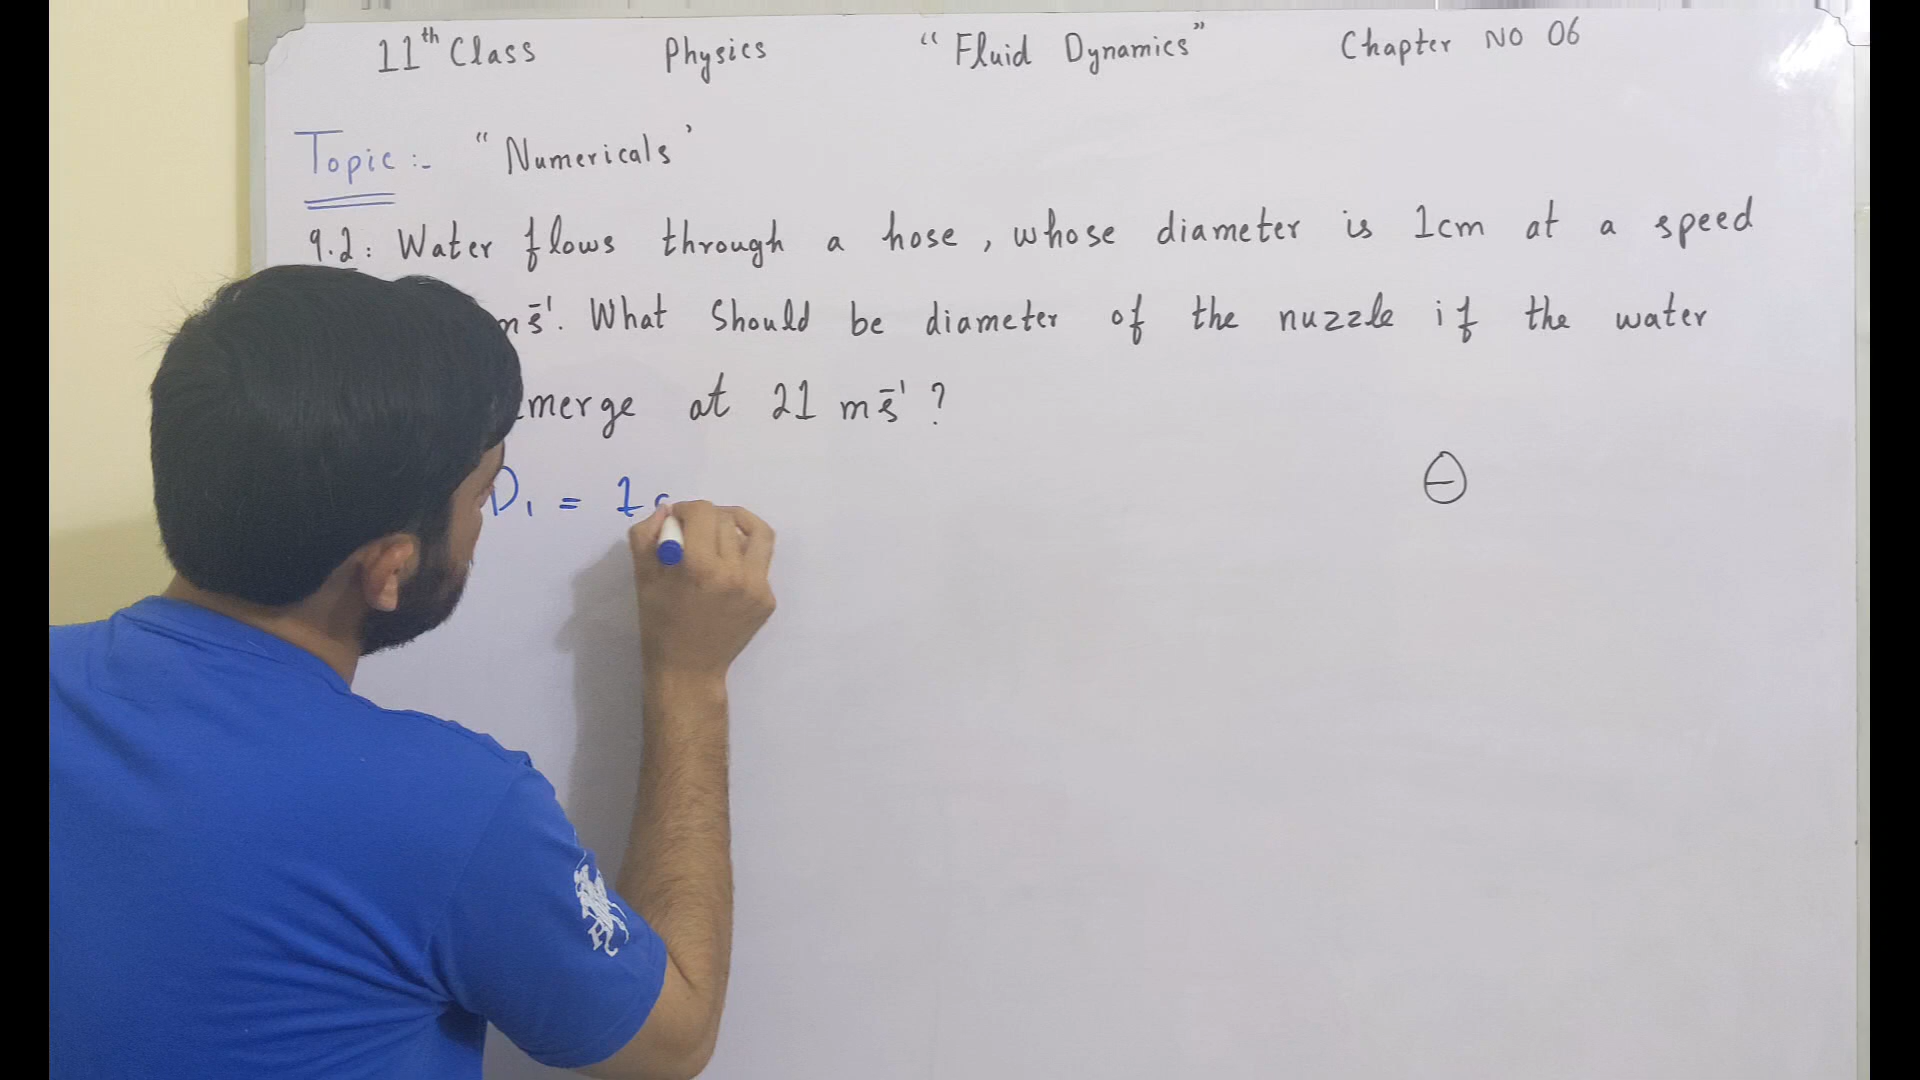 11th Class Physics “Fluid Dynamics” Chapter NO 06
Topic :- “Numericals’
9.2: Water flows through a hose, whose diameter is 1cm at a speed
ms⁻¹. What Should be diameter of the nuzzle if the water
emerge at 21 ms⁻¹ ?
D₁ = 1c